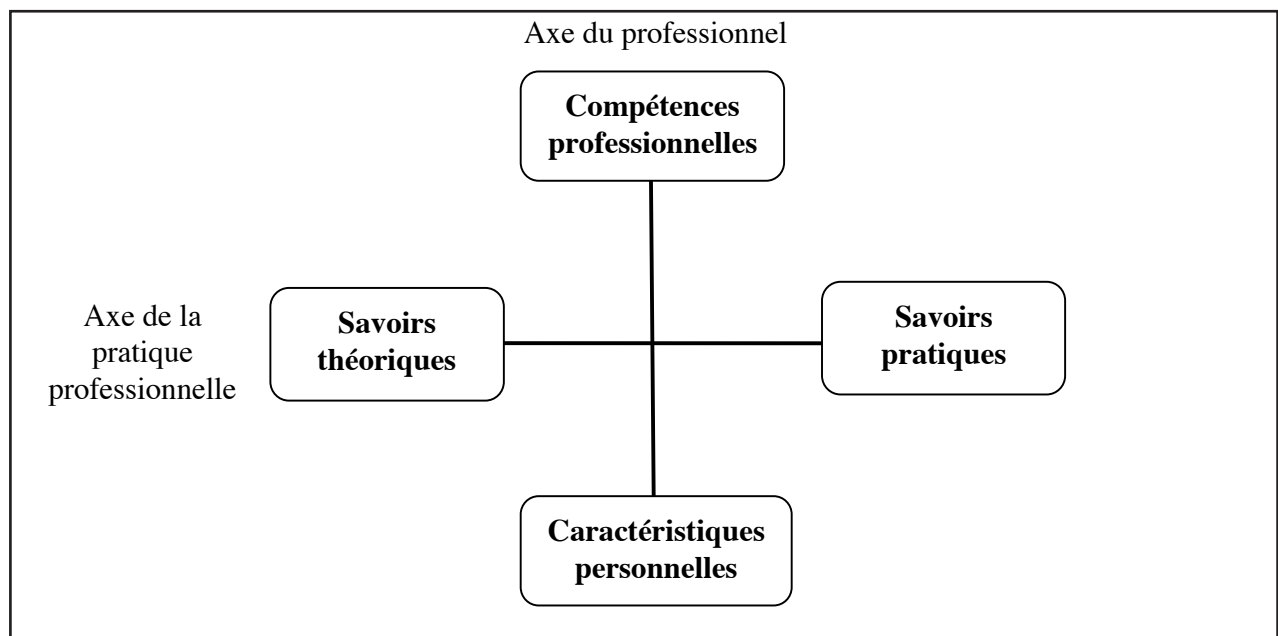 Axe du professionnel
Compétences
professionnelles
Axe de la
pratique
professionnelle
Savoirs
théoriques
Savoirs
pratiques
Caractéristiques
personnelles